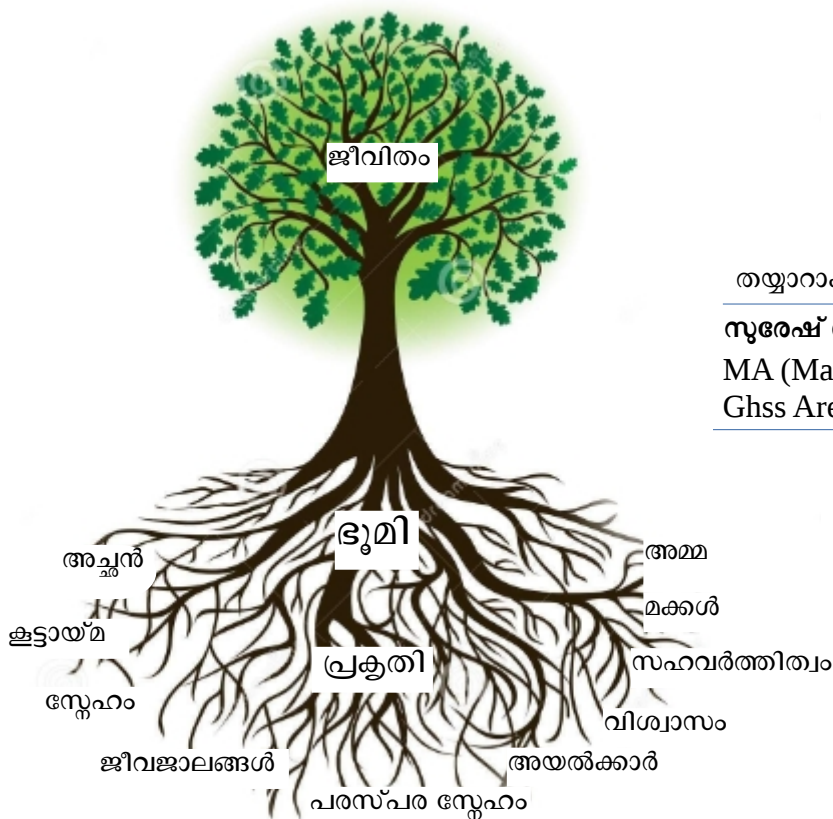 ജീവിതം
തയ്യാറാം
സുരേഷ്
MA (Ma
Ghss Are
ഭൂമി
അച്ഛൻ
അമ്മ
മക്കൾ
കൂട്ടായ്മ
പ്രകൃതി
സഹവർത്തിത്വം
സ്നേഹം
വിശ്വാസം
ജീവജാലങ്ങൾ
അയൽക്കാർ
പരസ്പര സ്നേഹം